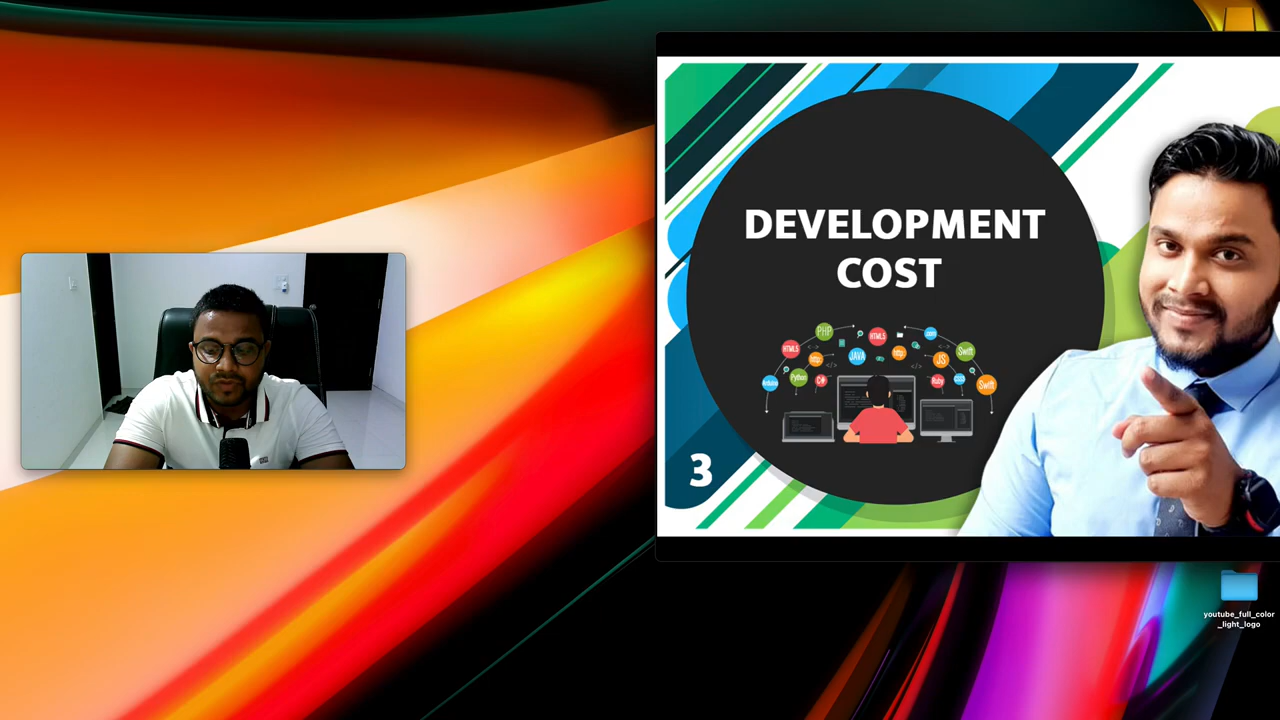 DEVELOPMENT
COST
PHP
HTML5
HTML5
JAVA
JS
Swift
Python
C#
Ruby
Swift
3
youtube_full_color
_light_logo